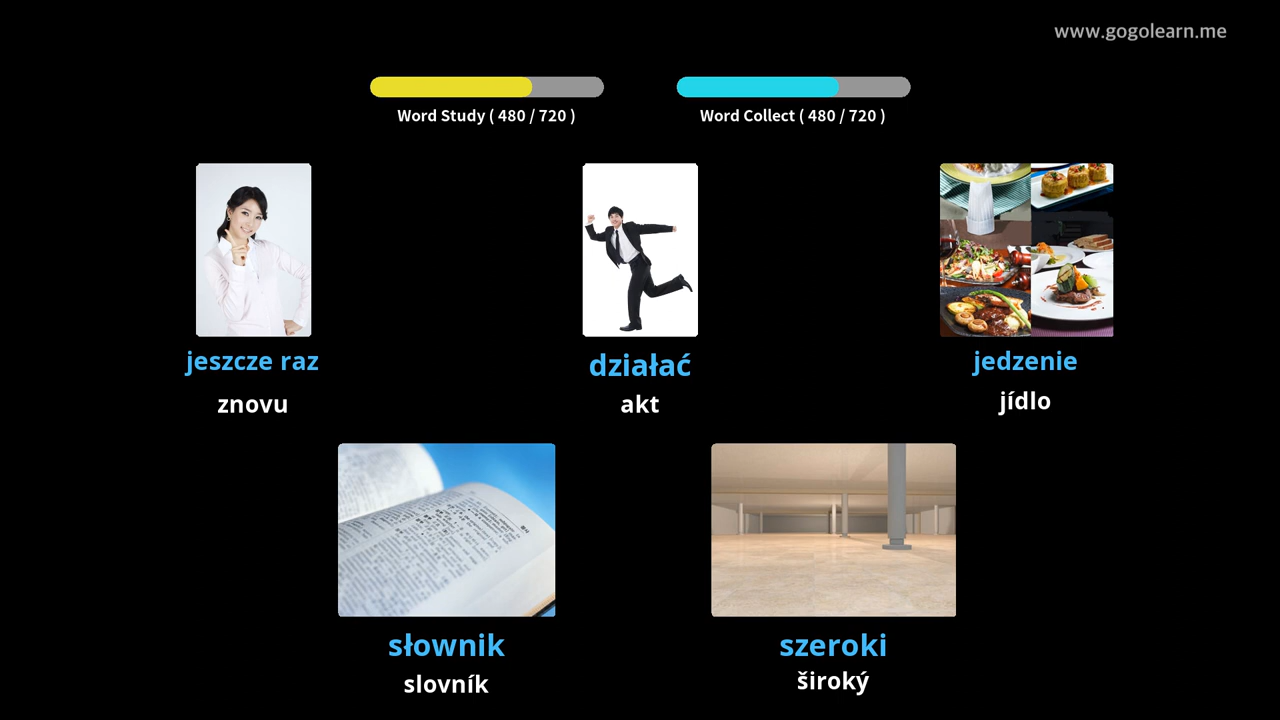 www.gogolearn.me
Word Study ( 480 / 720 )
Word Collect ( 480 / 720 )
jeszcze raz
działać
jedzenie
znovu
akt
jídlo
słownik
szeroki
slovník
široký